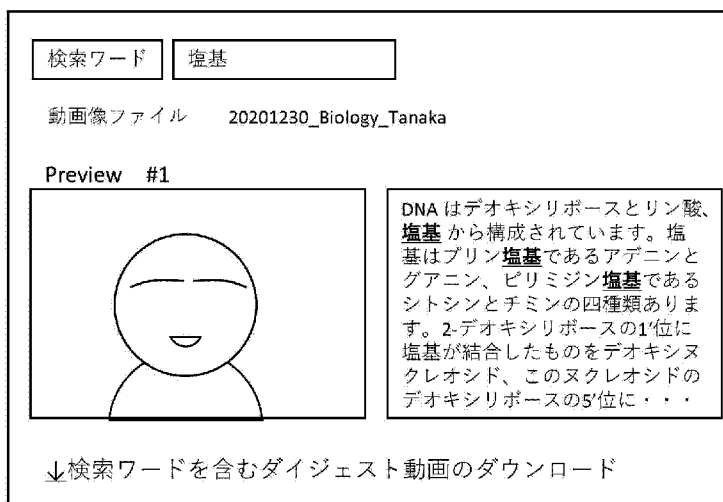 検索ワード 塩基
動画像ファイル 20201230_Biology_Tanaka
Preview #1
DNA はデオキシリボースとリン酸、
塩基 から構成されています。塩
基はプリン塩基であるアデニンと
グアニン、ピリミジン塩基である
シトシンとチミンの四種類ありま
す。2-デオキシリボースの1'位に
塩基が結合したものをデオキシヌ
クレオシド、このヌクレオシドの
デオキシリボースの5'位に・・・
↓検索ワードを含むダイジェスト動画のダウンロード